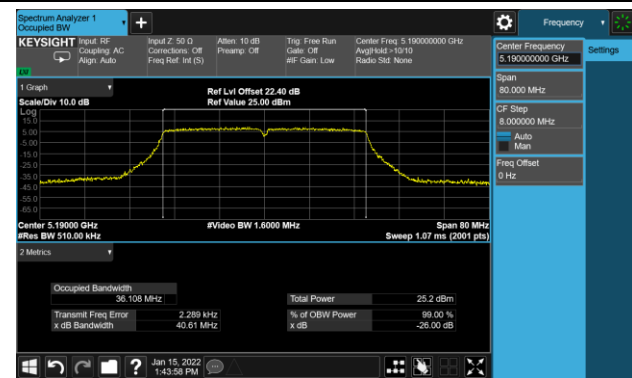 Spectrum Analyzer 1
Occupied BW
Frequency
KEYSIGHT
Input: RF
Coupling: AC
Align: Auto
Input Z: 50 Ω
Corrections: Off
Freq Ref: Int (S)
Atten: 10 dB
Preamp: Off
Trig: Free Run
Gate: Off
#IF Gain: Low
Center Freq: 5.190000000 GHz
Avg|Hold:>10/10
Radio Std: None
Center Frequency
5.190000000 GHz
Settings
Span
80.000 MHz
CF Step
8.000000 MHz
Auto
Man
Freq Offset
0 Hz
1 Graph
Scale/Div 10.0 dB
Ref Lvl Offset 22.40 dB
Ref Value 25.00 dBm
Log
15.0
5.00
-5.00
-15.0
-25.0
-35.0
-45.0
-55.0
-65.0
Center 5.19000 GHz
#Res BW 510.00 kHz
#Video BW 1.6000 MHz
Span 80 MHz
Sweep 1.07 ms (2001 pts)
2 Metrics
Occupied Bandwidth
36.108 MHz
Total Power 25.2 dBm
Transmit Freq Error 2.289 kHz
% of OBW Power 99.00 %
x dB Bandwidth 40.61 MHz
x dB -26.00 dB
?
Jan 15, 2022
1:43:58 PM